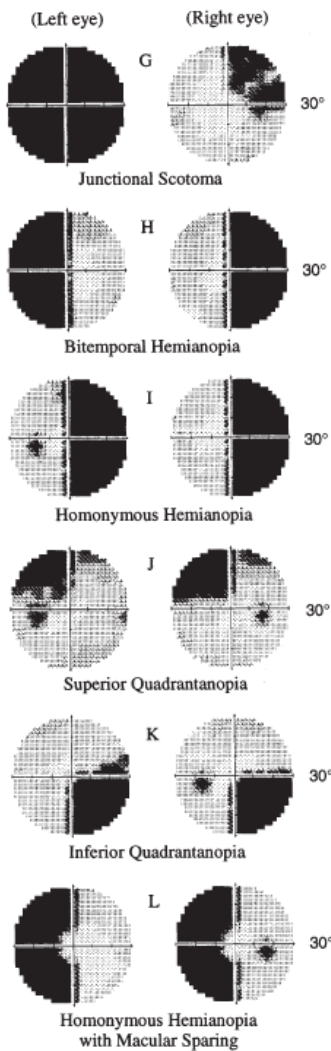 (Left eye) (Right eye)
G
30°
Junctional Scotoma
H
30°
Bitemporal Hemianopia
I
30°
Homonymous Hemianopia
J
30°
Superior Quadrantanopia
K
30°
Inferior Quadrantanopia
L
30°
Homonymous Hemianopia
with Macular Sparing